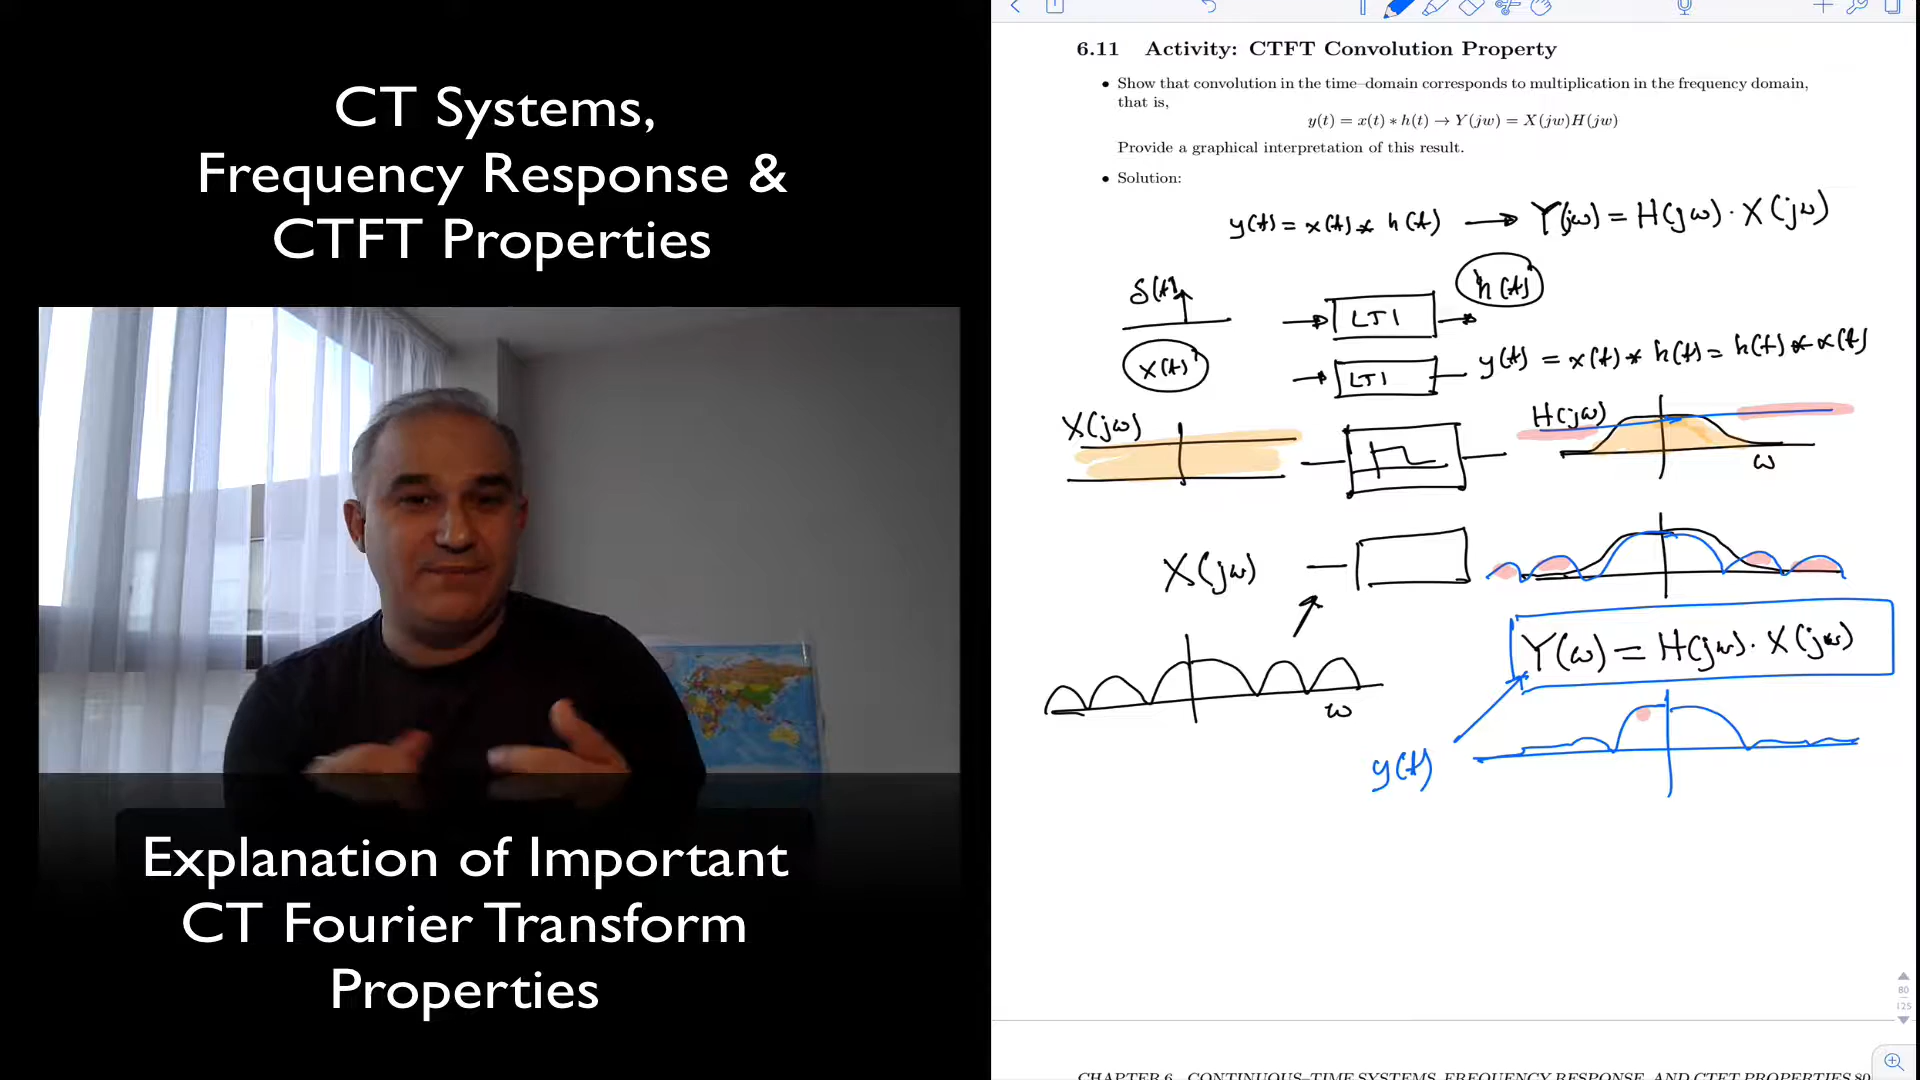 CT Systems,
Frequency Response &
CTFT Properties
Explanation of Important
CT Fourier Transform
Properties
6.11 Activity: CTFT Convolution Property
• Show that convolution in the time–domain corresponds to multiplication in the frequency domain,
that is,
y(t) = x(t) ∗ h(t) → Y(jw) = X(jw)H(jw)
Provide a graphical interpretation of this result.
• Solution:
y(t) = x(t) * h(t) → Y(jω) = H(jω) · X(jω)
δ(t)
LTI
h(t)
x(t)
LTI
y(t) = x(t) * h(t) = h(t) * x(t)
X(jω)
H(jω)
ω
X(jω)
Y(ω) = H(jω) · X(jω)
ω
y(t)
80
125
CHAPTER 6. CONTINUOUS–TIME SYSTEMS, FREQUENCY RESPONSE, AND CTFT PROPERTIES 80